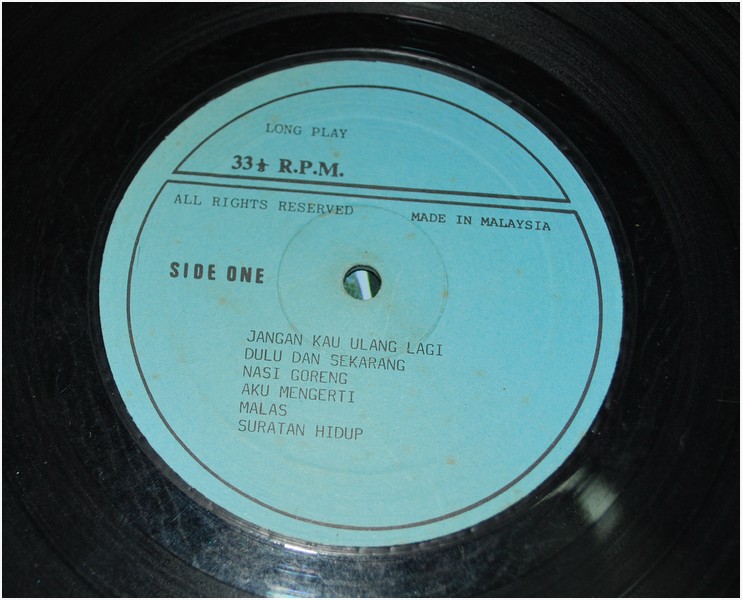 LONG PLAY
33⅓ R.P.M.
ALL RIGHTS RESERVED
MADE IN MALAYSIA
SIDE ONE
JANGAN KAU ULANG LAGI
DULU DAN SEKARANG
NASI GORENG
AKU MENGERTI
MALAS
SURATAN HIDUP